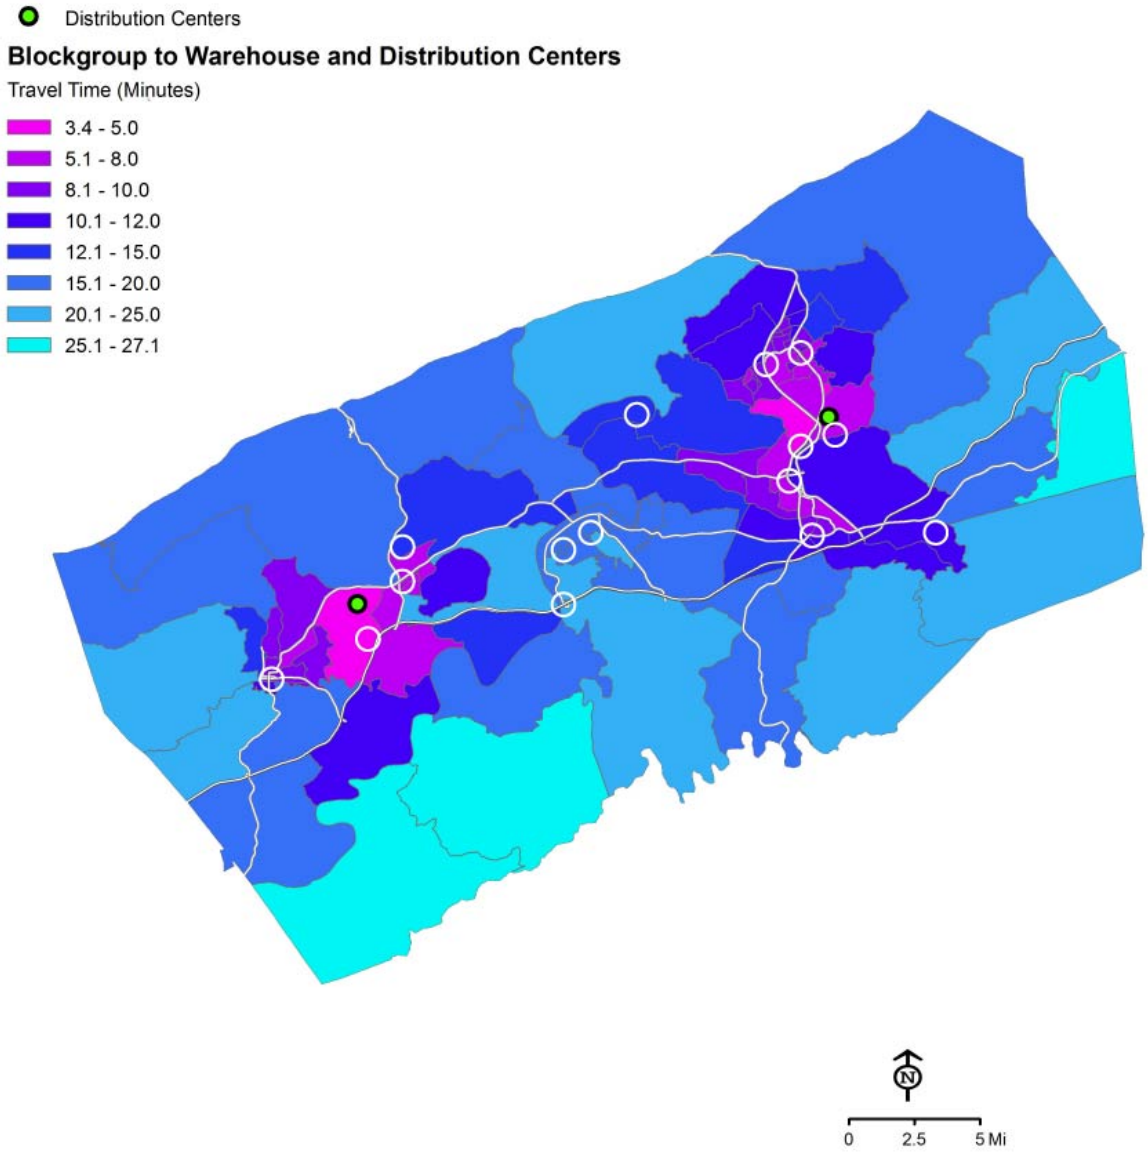 Distribution Centers
Blockgroup to Warehouse and Distribution Centers
Travel Time (Minutes)
3.4 - 5.0
5.1 - 8.0
8.1 - 10.0
10.1 - 12.0
12.1 - 15.0
15.1 - 20.0
20.1 - 25.0
25.1 - 27.1
N
0 2.5 5 Mi